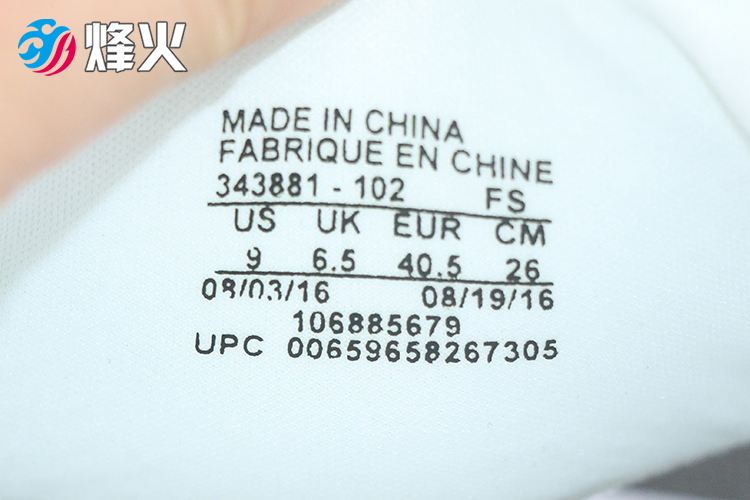 烽火
MADE IN CHINA
FABRIQUE EN CHINE
343881 - 102 FS
US UK EUR CM
9 6.5 40.5 26
08/03/16 08/19/16
106885679
UPC 00659658267305